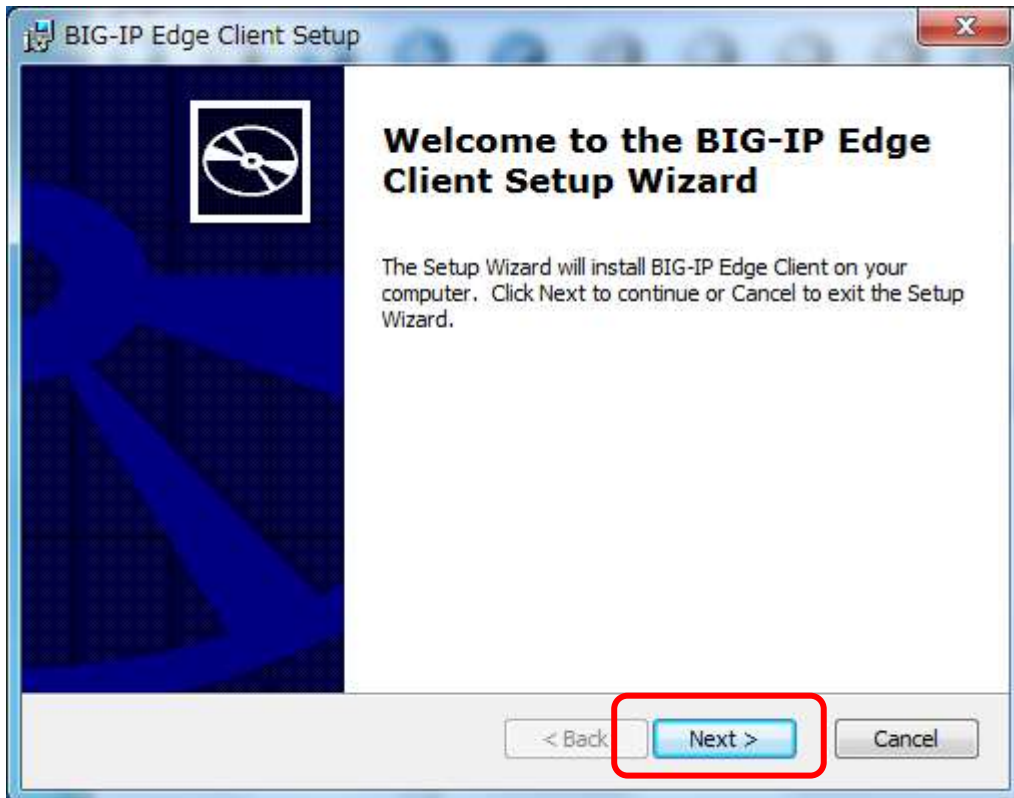 BIG-IP Edge Client Setup
Welcome to the BIG-IP Edge
Client Setup Wizard
The Setup Wizard will install BIG-IP Edge Client on your
computer. Click Next to continue or Cancel to exit the Setup
Wizard.
< Back
Next >
Cancel